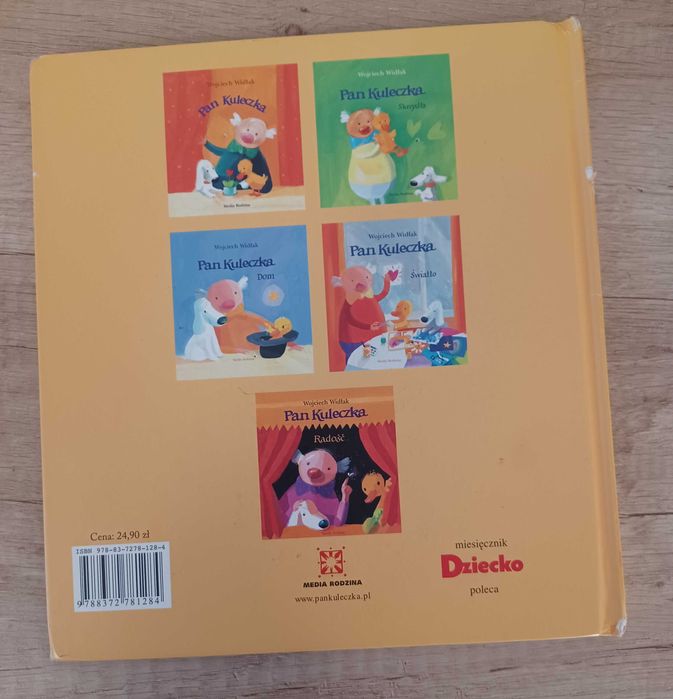 Wojciech Widłak
Pan Kuleczka
Media Rodzina
Wojciech Widłak
Pan Kuleczka
Skrzydła
Media Rodzina
Wojciech Widłak
Pan Kuleczka
Dom
Media Rodzina
Wojciech Widłak
Pan Kuleczka
Światło
Media Rodzina
Wojciech Widłak
Pan Kuleczka
Radość
Media Rodzina
Cena: 24,90 zł
ISBN 978-83-7278-128-4
9 788372 781284
MEDIA RODZINA
www.pankuleczka.pl
miesięcznik
Dziecko
poleca